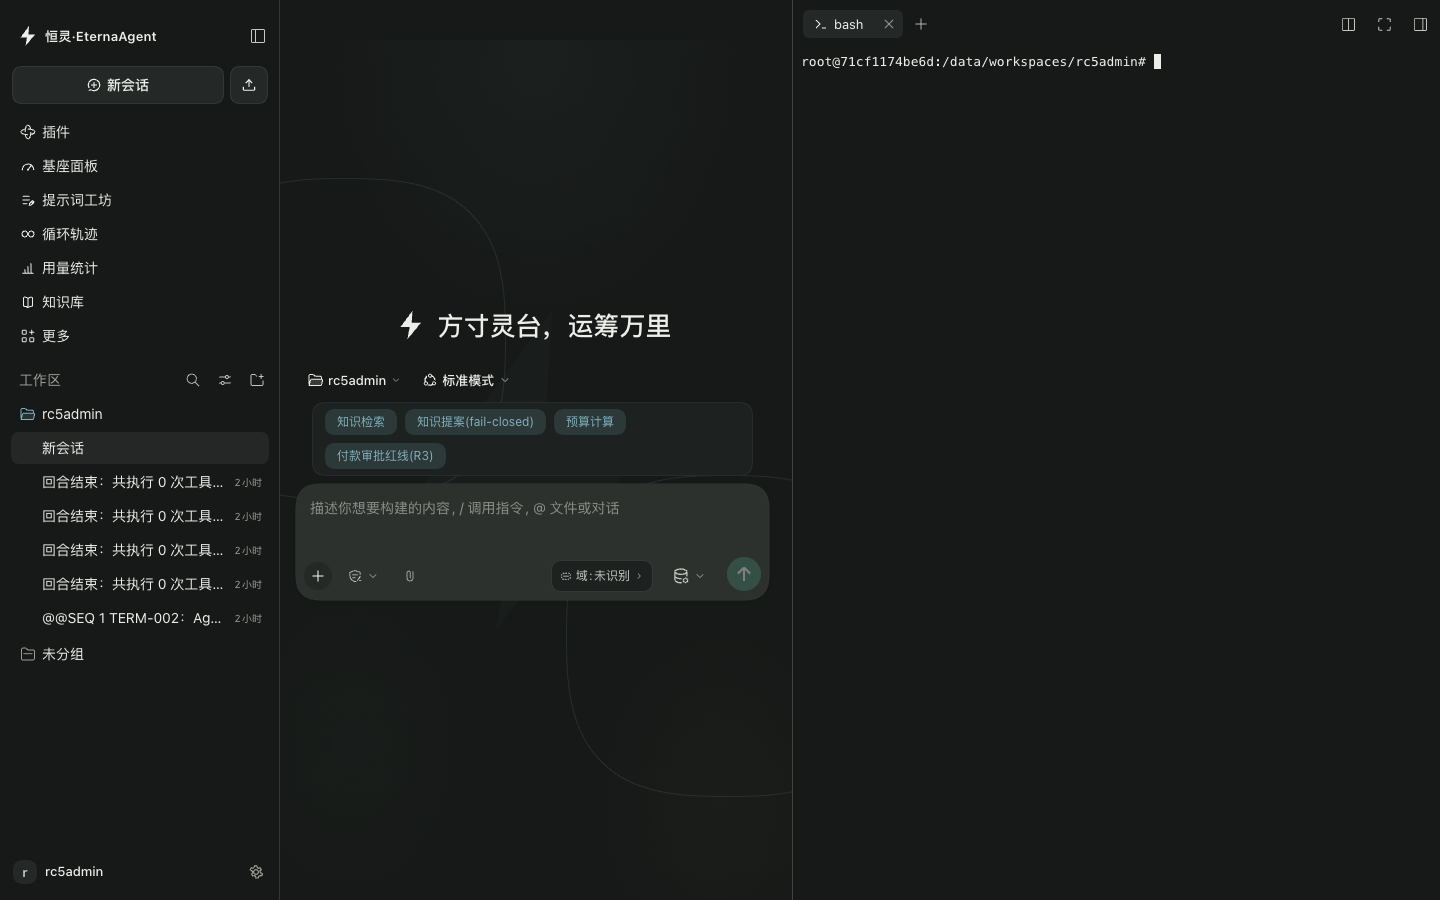 恒灵·EternaAgent
新会话
插件
基座面板
提示词工坊
循环轨迹
用量统计
知识库
更多
工作区
rc5admin
新会话
回合结束：共执行 0 次工具... 2小时
回合结束：共执行 0 次工具... 2小时
回合结束：共执行 0 次工具... 2小时
回合结束：共执行 0 次工具... 2小时
@@SEQ 1 TERM-002：Ag... 2小时
未分组
r rc5admin
方寸灵台，运筹万里
rc5admin 标准模式
知识检索 知识提案(fail-closed) 预算计算
付款审批红线(R3)
描述你想要构建的内容, / 调用指令, @ 文件或对话
域:未识别 ›
bash
root@71cf1174be6d:/data/workspaces/rc5admin#